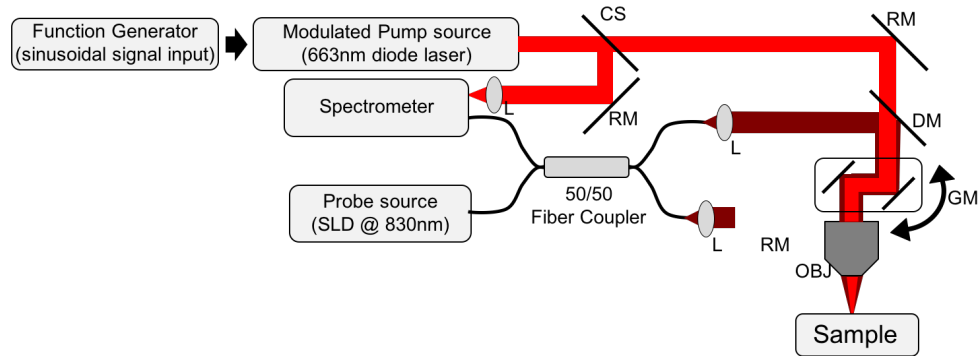 Function Generator
(sinusoidal signal input)
Modulated Pump source
(663nm diode laser)
CS
RM
Spectrometer
L
RM
DM
L
50/50
Fiber Coupler
Probe source
(SLD @ 830nm)
GM
L
RM
OBJ
Sample